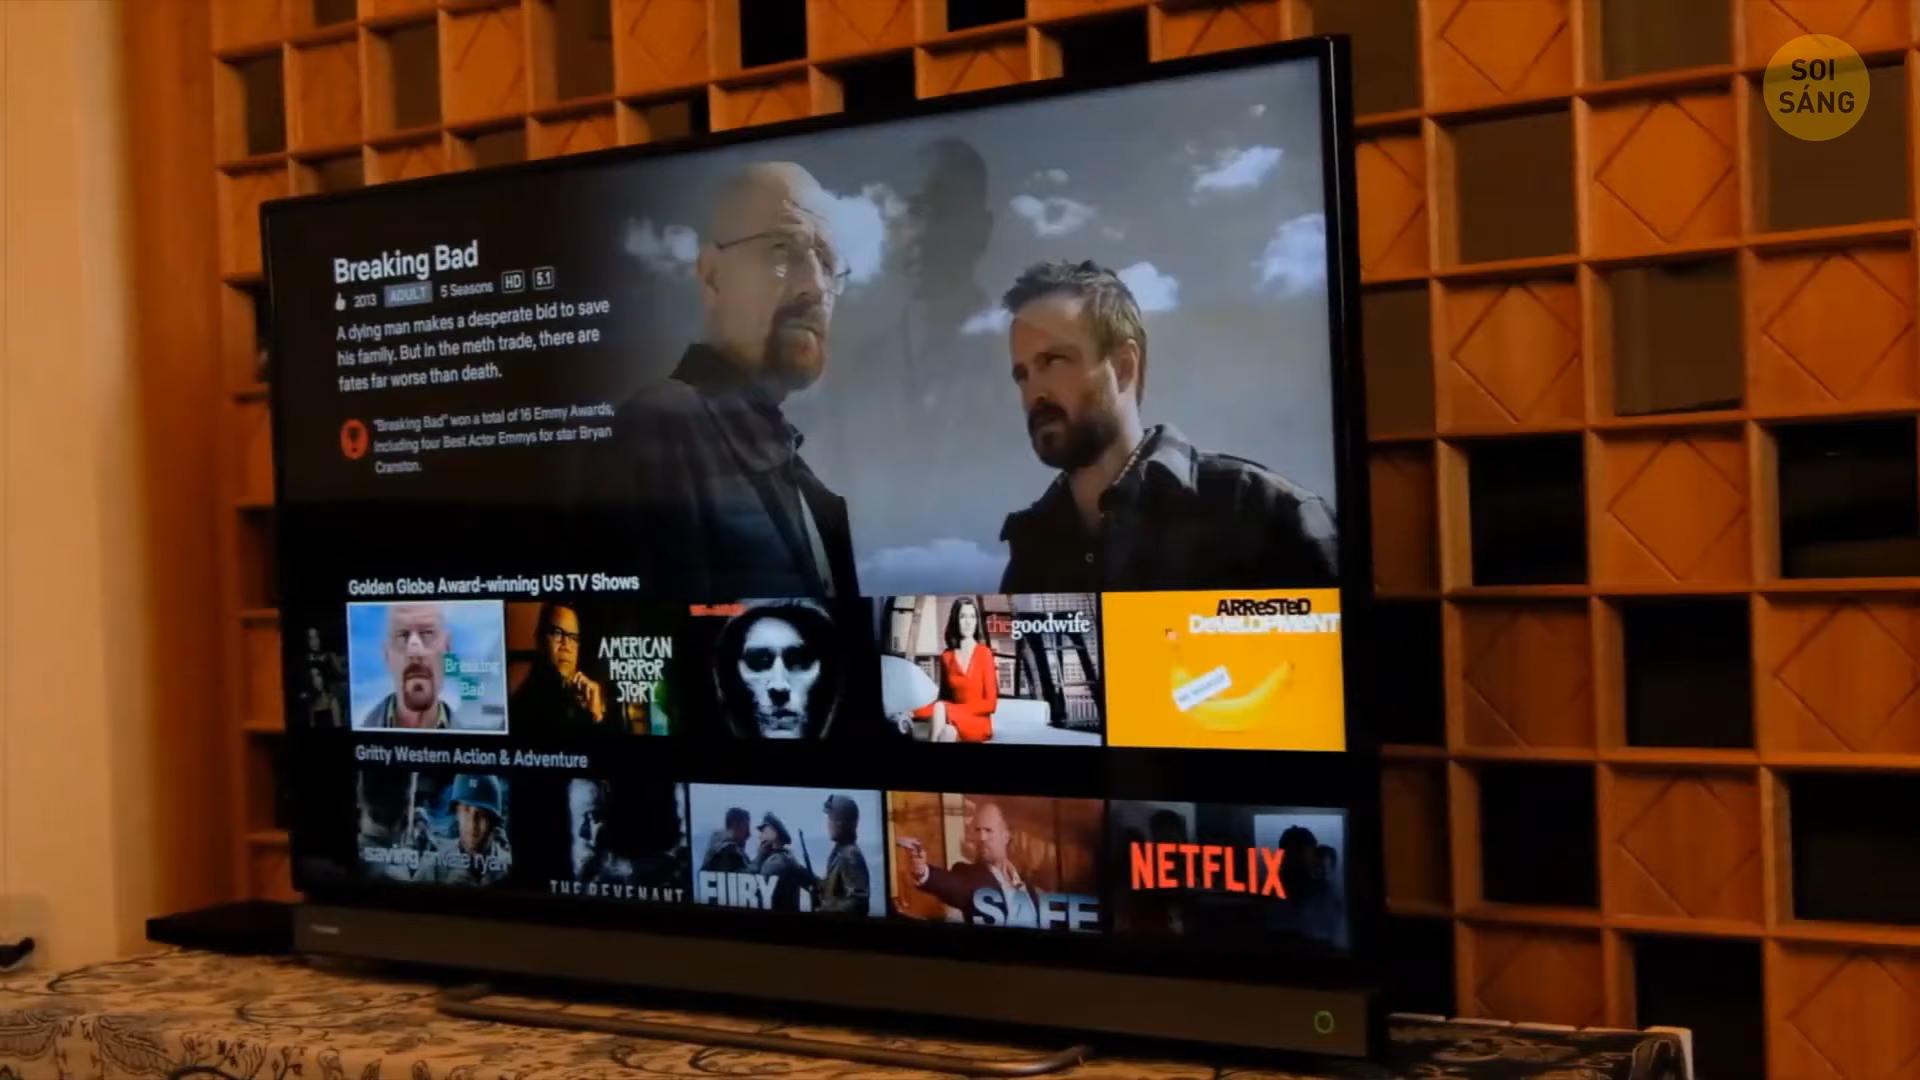 SOI
SÁNG
Breaking Bad
2013 ADULT 5 Seasons HD 5.1
A dying man makes a desperate bid to save
his family. But in the meth trade, there are
fates far worse than death.
"Breaking Bad" won a total of 16 Emmy Awards,
including four Best Actor Emmys for star Bryan
Cranston.
Golden Globe Award-winning US TV Shows
Breaking
Bad
AMERICAN
HORROR
STORY
thegoodwife
ARRESTED
DEVELOPMENT
Gritty Western Action & Adventure
saving private ryan
THE REVENANT
FURY
SAFE
NETFLIX